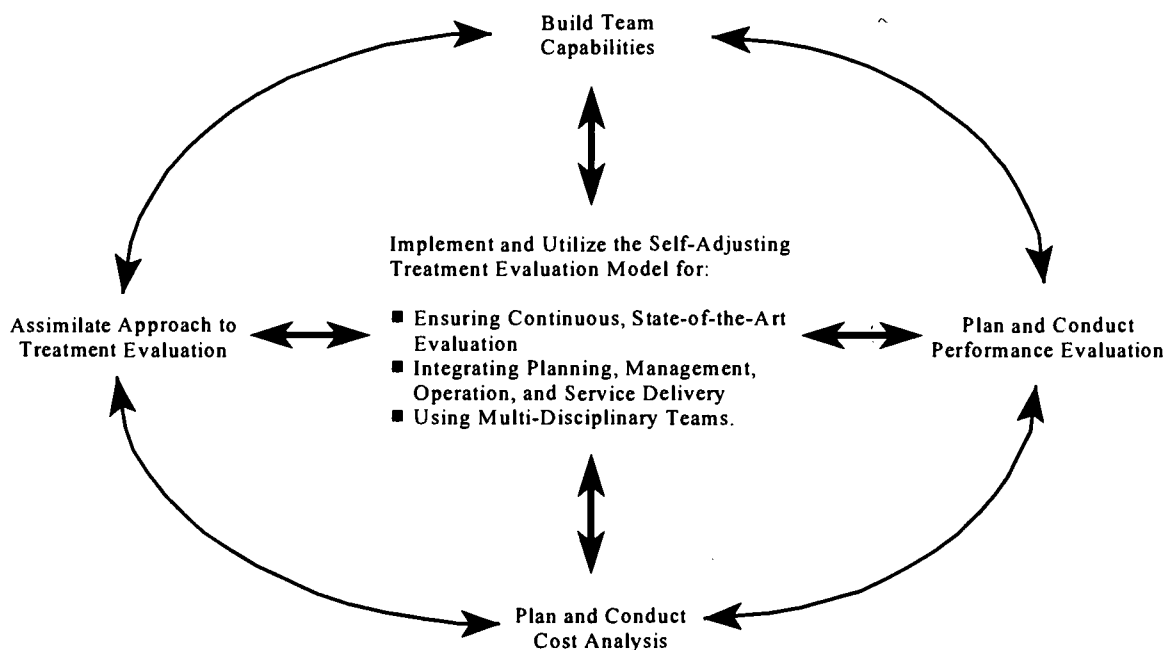 Build Team
Capabilities
Implement and Utilize the Self-Adjusting
Treatment Evaluation Model for:
■ Ensuring Continuous, State-of-the-Art
Evaluation
■ Integrating Planning, Management,
Operation, and Service Delivery
■ Using Multi-Disciplinary Teams.
Assimilate Approach to
Treatment Evaluation
Plan and Conduct
Performance Evaluation
Plan and Conduct
Cost Analysis